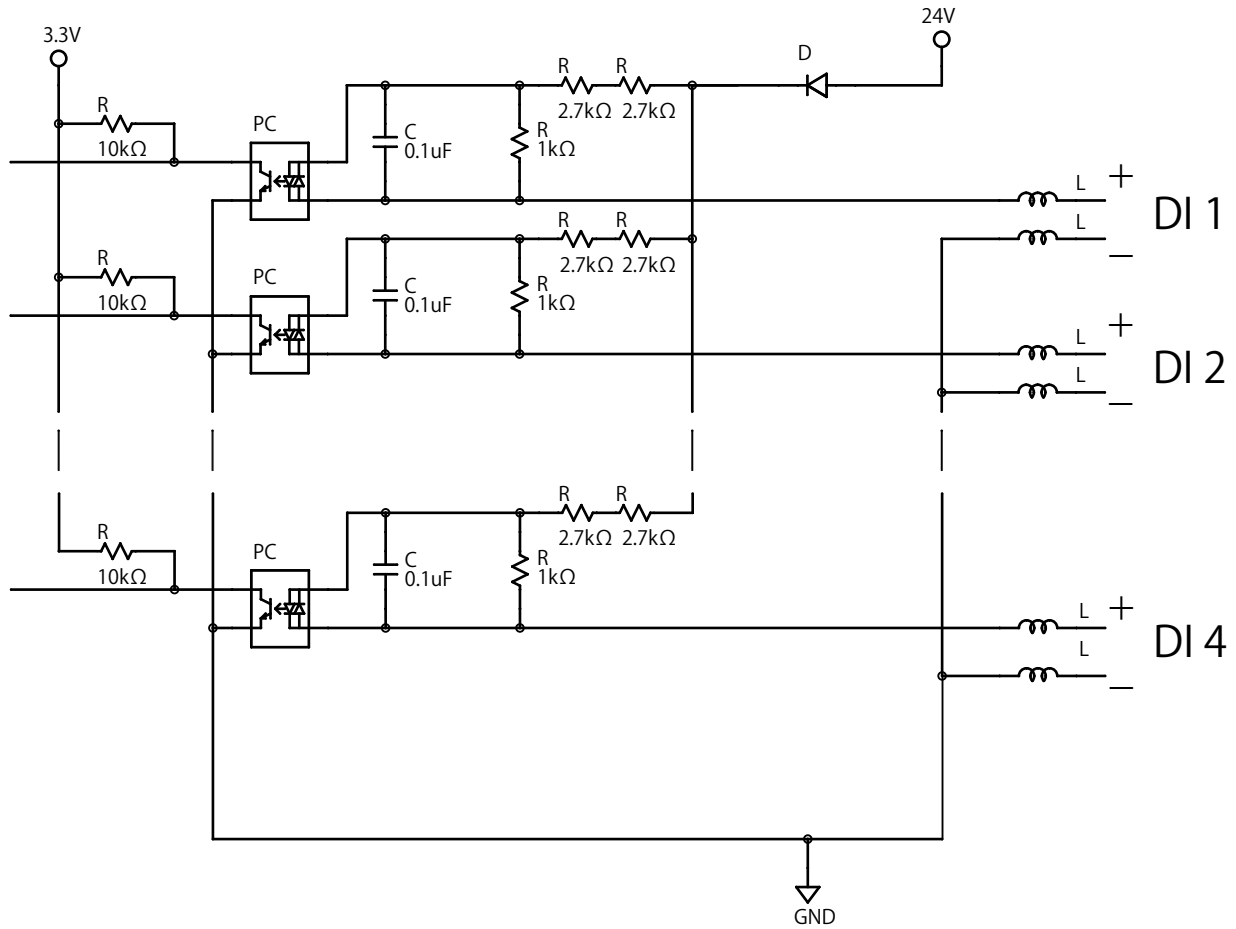 3.3V
24V
D
R
R
R
2.7kΩ 2.7kΩ
PC
10kΩ
C
0.1uF
R
1kΩ
L
+
DI 1
L
—
R
R
R
2.7kΩ 2.7kΩ
PC
10kΩ
C
0.1uF
R
1kΩ
L
+
DI 2
L
—
R
R
R
2.7kΩ 2.7kΩ
PC
10kΩ
C
0.1uF
R
1kΩ
L
+
DI 4
L
—
GND